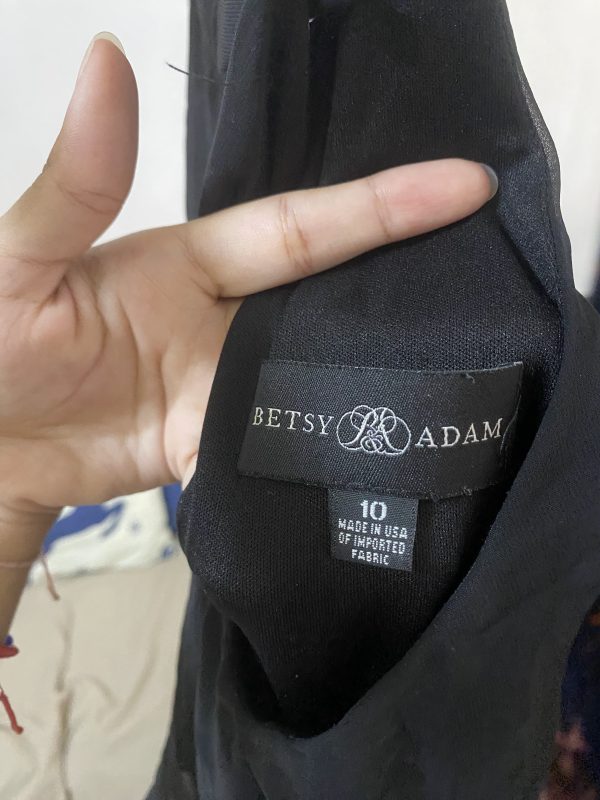 BETSY ADAM
10
MADE IN USA
OF IMPORTED
FABRIC